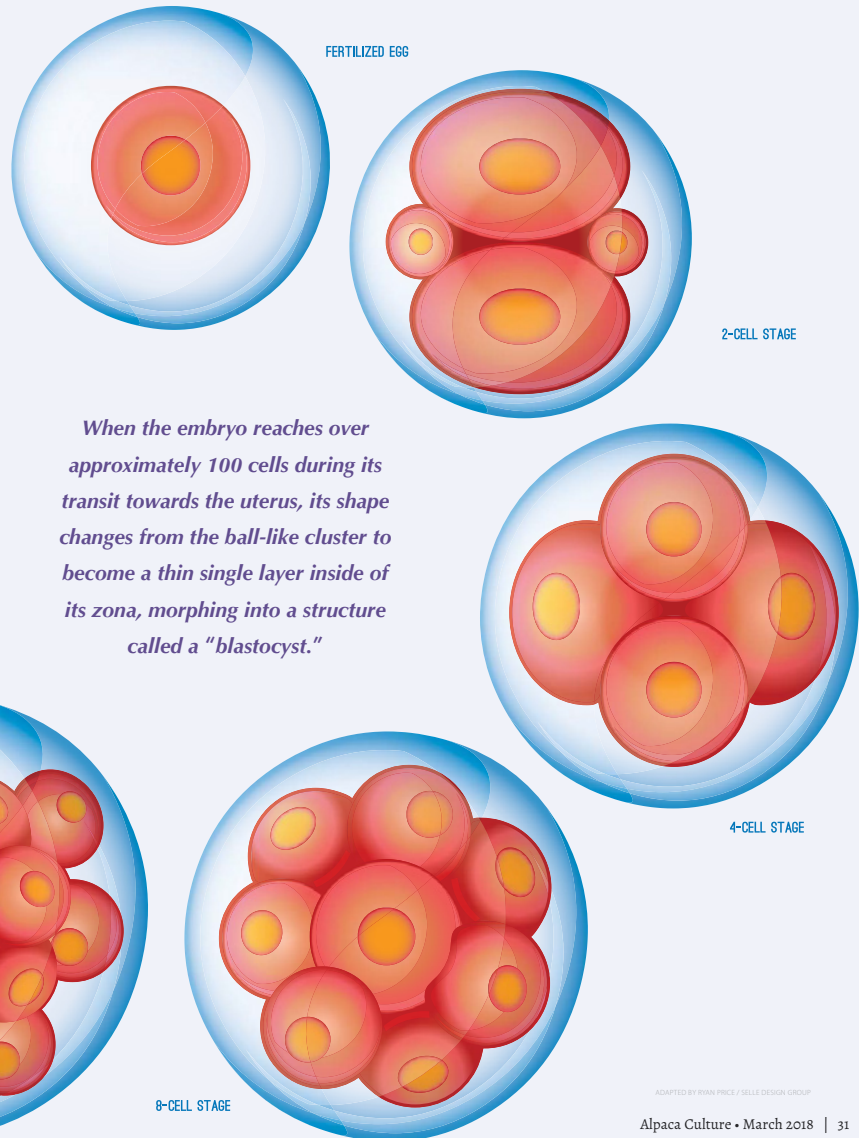 FERTILIZED EGG
2-CELL STAGE
When the embryo reaches over
approximately 100 cells during its
transit towards the uterus, its shape
changes from the ball-like cluster to
become a thin single layer inside of
its zona, morphing into a structure
called a “blastocyst.”
4-CELL STAGE
8-CELL STAGE
ADAPTED BY RYAN PRICE / SELLE DESIGN GROUP
Alpaca Culture • March 2018 | 31